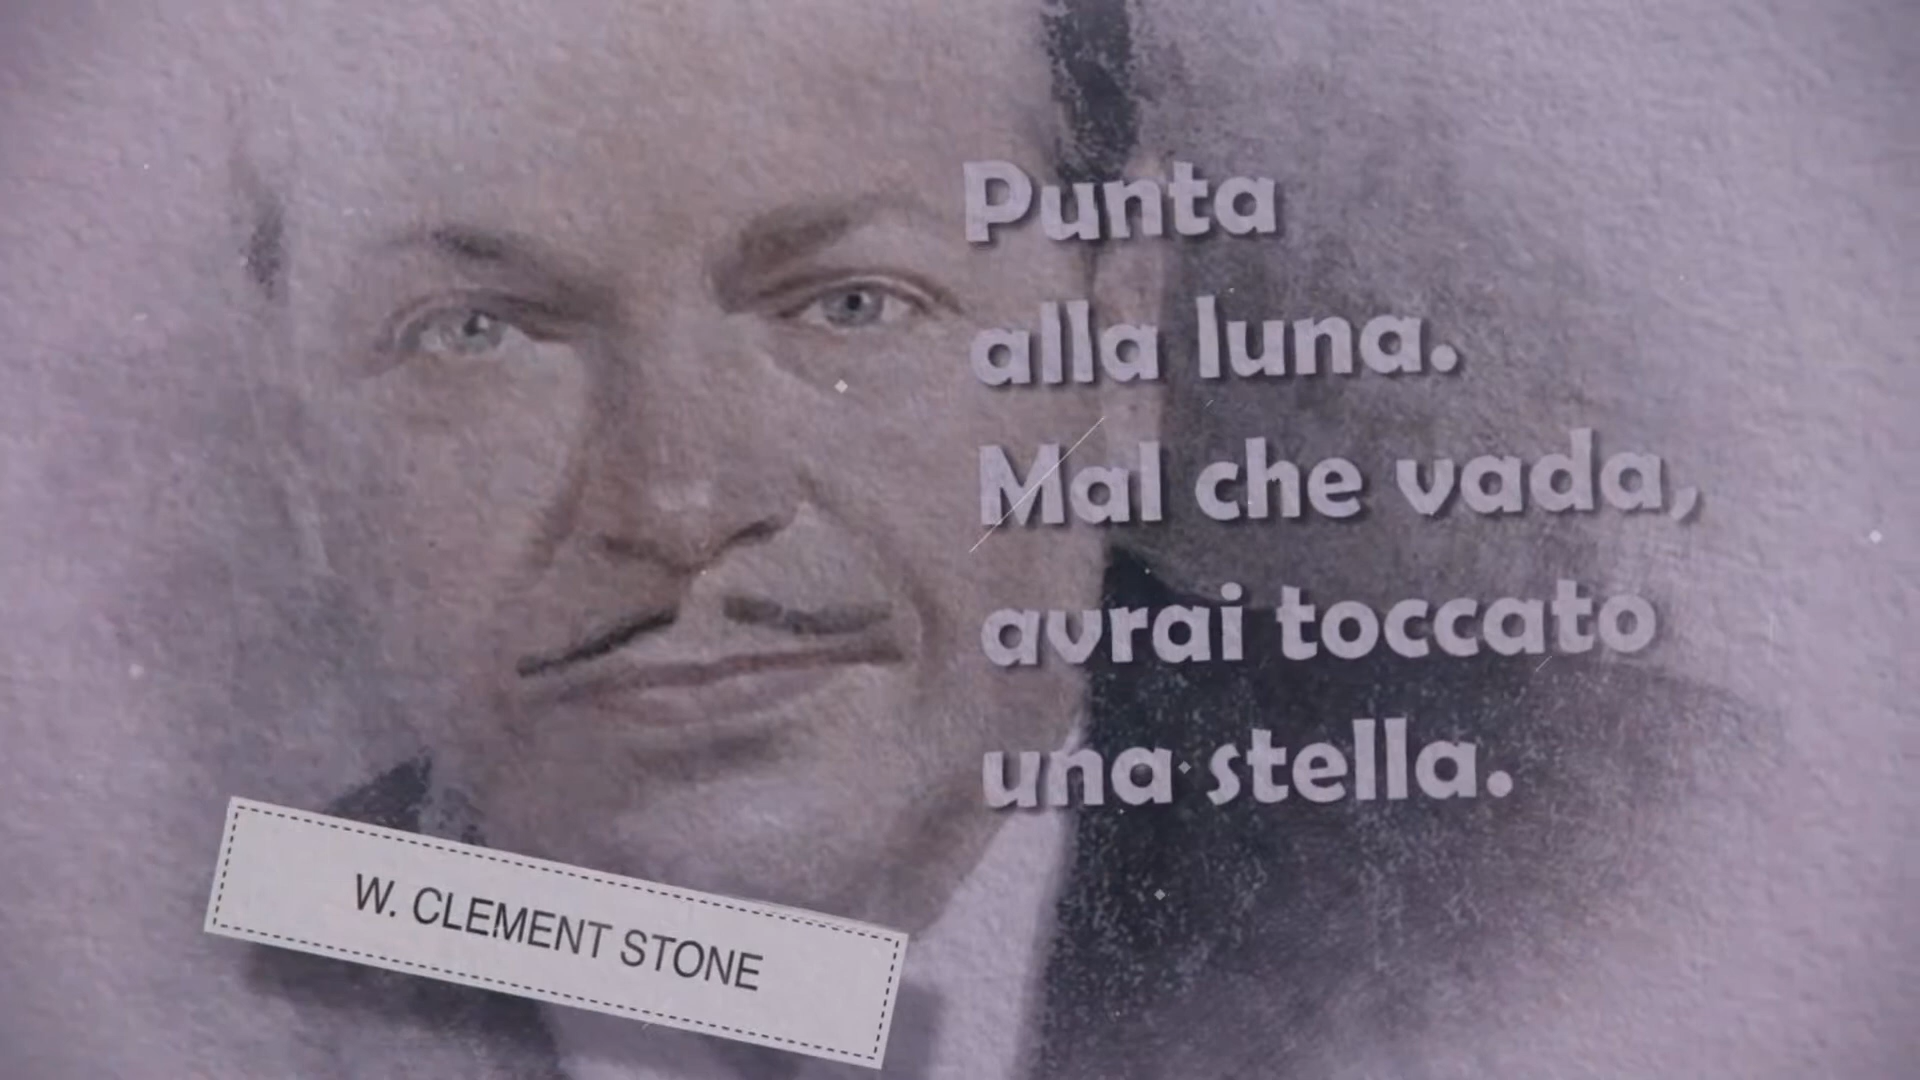 Punta
alla luna.
Mal che vada,
avrai toccato
una stella.
W. CLEMENT STONE